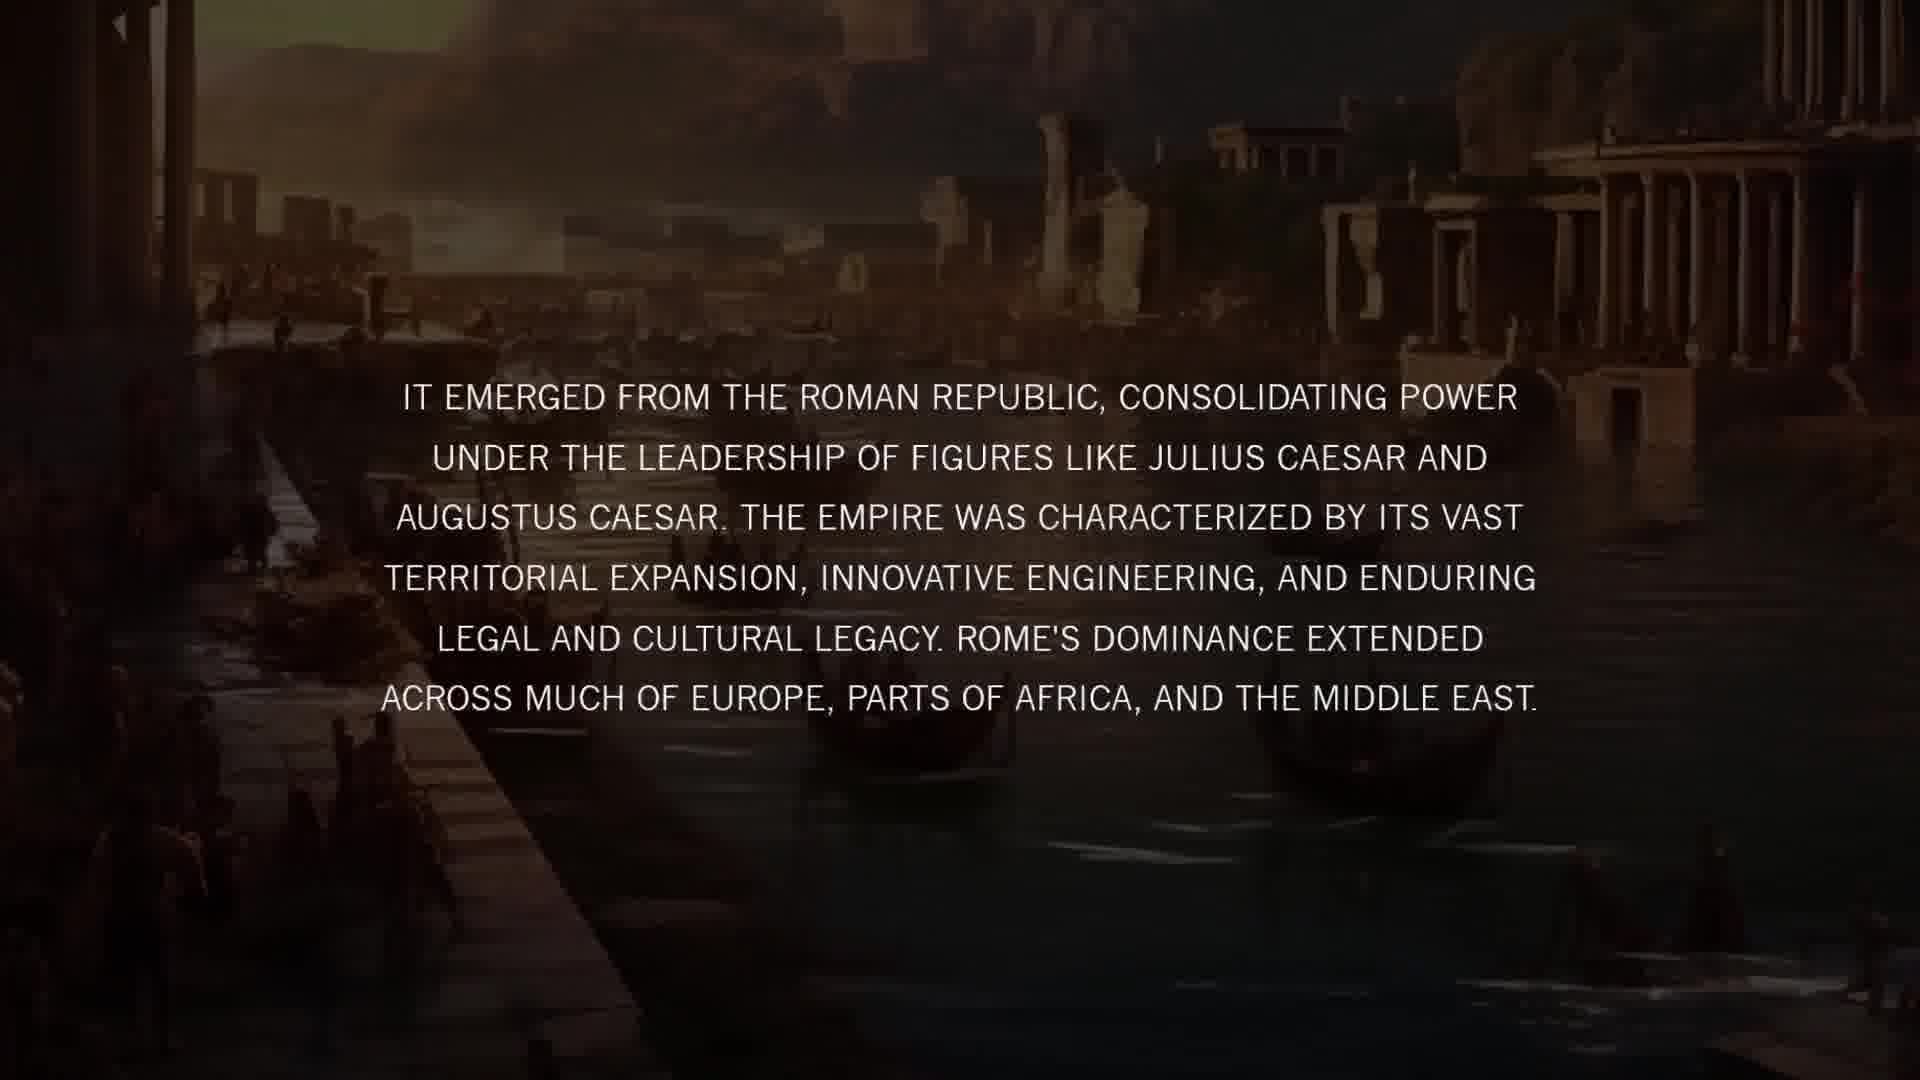 IT EMERGED FROM THE ROMAN REPUBLIC, CONSOLIDATING POWER
UNDER THE LEADERSHIP OF FIGURES LIKE JULIUS CAESAR AND
AUGUSTUS CAESAR. THE EMPIRE WAS CHARACTERIZED BY ITS VAST
TERRITORIAL EXPANSION, INNOVATIVE ENGINEERING, AND ENDURING
LEGAL AND CULTURAL LEGACY. ROME'S DOMINANCE EXTENDED
ACROSS MUCH OF EUROPE, PARTS OF AFRICA, AND THE MIDDLE EAST.